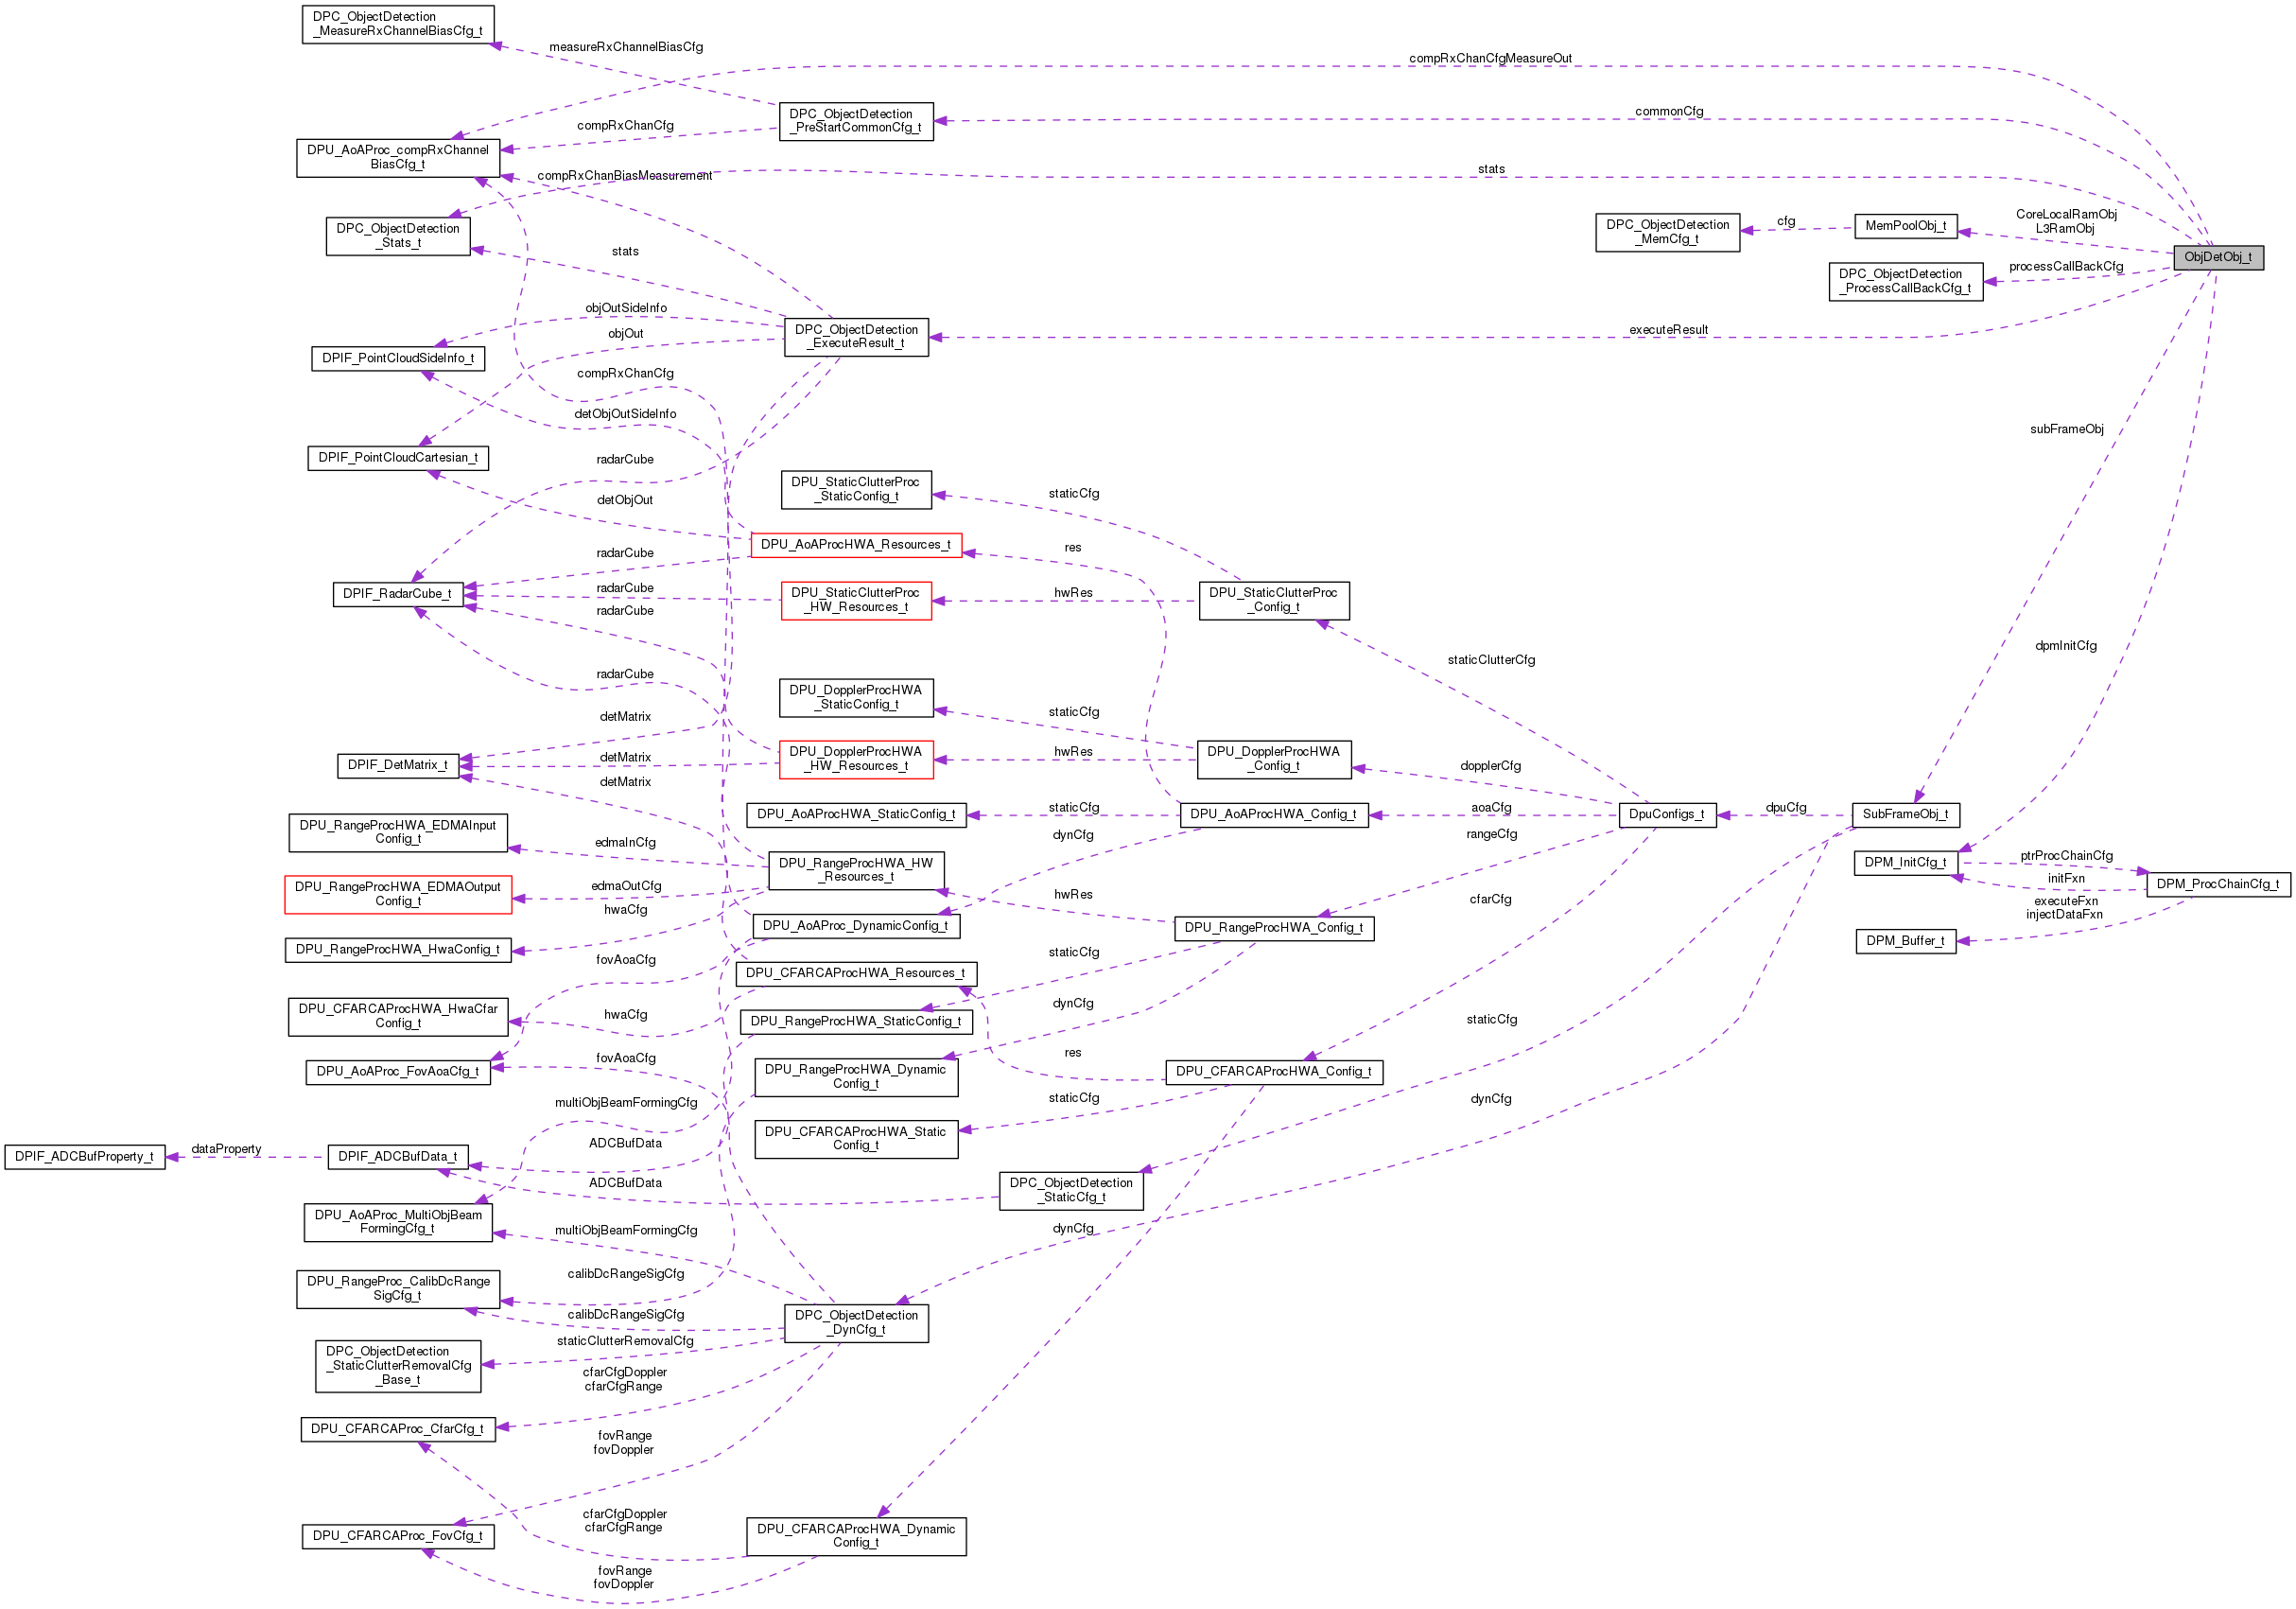 DPC_ObjectDetection
_MeasureRxChannelBiasCfg_t
measureRxChannelBiasCfg
compRxChanCfgMeasureOut
DPC_ObjectDetection
_PreStartCommonCfg_t
commonCfg
compRxChanCfg
DPU_AoAProc_compRxChannel
BiasCfg_t
compRxChanBiasMeasurement
stats
DPC_ObjectDetection
_Stats_t
DPC_ObjectDetection
_MemCfg_t
cfg
MemPoolObj_t
CoreLocalRamObj
L3RamObj
ObjDetObj_t
stats
DPC_ObjectDetection
_ProcessCallBackCfg_t
processCallBackCfg
objOutSideInfo
objOut
DPC_ObjectDetection
_ExecuteResult_t
executeResult
DPIF_PointCloudSideInfo_t
compRxChanCfg
detObjOutSideInfo
subFrameObj
DPIF_PointCloudCartesian_t
radarCube
detObjOut
DPU_StaticClutterProc
_StaticConfig_t
staticCfg
DPU_AoAProcHWA_Resources_t
res
radarCube
DPIF_RadarCube_t
radarCube
DPU_StaticClutterProc
_HW_Resources_t
hwRes
DPU_StaticClutterProc
_Config_t
radarCube
dpmInitCfg
staticClutterCfg
radarCube
DPU_DopplerProcHWA
_StaticConfig_t
staticCfg
detMatrix
DPIF_DetMatrix_t
detMatrix
DPU_DopplerProcHWA
_HW_Resources_t
hwRes
DPU_DopplerProcHWA
_Config_t
dopplerCfg
detMatrix
DPU_AoAProcHWA_StaticConfig_t
staticCfg
DPU_AoAProcHWA_Config_t
aoaCfg
DpuConfigs_t
dpuCfg
SubFrameObj_t
DPU_RangeProcHWA_EDMAInput
Config_t
edmaInCfg
dynCfg
rangeCfg
DPU_RangeProcHWA_HW
_Resources_t
DPM_InitCfg_t
ptrProcChainCfg
initFxn
DPM_ProcChainCfg_t
DPU_RangeProcHWA_EDMAOutput
Config_t
edmaOutCfg
hwaCfg
hwRes
cfarCfg
executeFxn
injectDataFxn
DPU_AoAProc_DynamicConfig_t
DPU_RangeProcHWA_Config_t
DPM_Buffer_t
DPU_RangeProcHWA_HwaConfig_t
fovAoaCfg
staticCfg
DPU_CFARCAProcHWA_Resources_t
DPU_CFARCAProcHWA_HwaCfar
Config_t
hwaCfg
dynCfg
DPU_RangeProcHWA_StaticConfig_t
staticCfg
fovAoaCfg
res
DPU_AoAProc_FovAoaCfg_t
DPU_RangeProcHWA_Dynamic
Config_t
DPU_CFARCAProcHWA_Config_t
multiObjBeamFormingCfg
staticCfg
dynCfg
DPU_CFARCAProcHWA_Static
Config_t
DPIF_ADCBufProperty_t
dataProperty
DPIF_ADCBufData_t
ADCBufData
ADCBufData
DPC_ObjectDetection
_StaticCfg_t
DPU_AoAProc_MultiObjBeam
FormingCfg_t
multiObjBeamFormingCfg
dynCfg
DPU_RangeProc_CalibDcRange
SigCfg_t
calibDcRangeSigCfg
calibDcRangeSigCfg
DPC_ObjectDetection
_DynCfg_t
staticClutterRemovalCfg
DPC_ObjectDetection
_StaticClutterRemovalCfg
_Base_t
cfarCfgDoppler
cfarCfgRange
DPU_CFARCAProc_CfarCfg_t
fovRange
fovDoppler
cfarCfgDoppler
cfarCfgRange
DPU_CFARCAProc_FovCfg_t
DPU_CFARCAProcHWA_Dynamic
Config_t
fovRange
fovDoppler